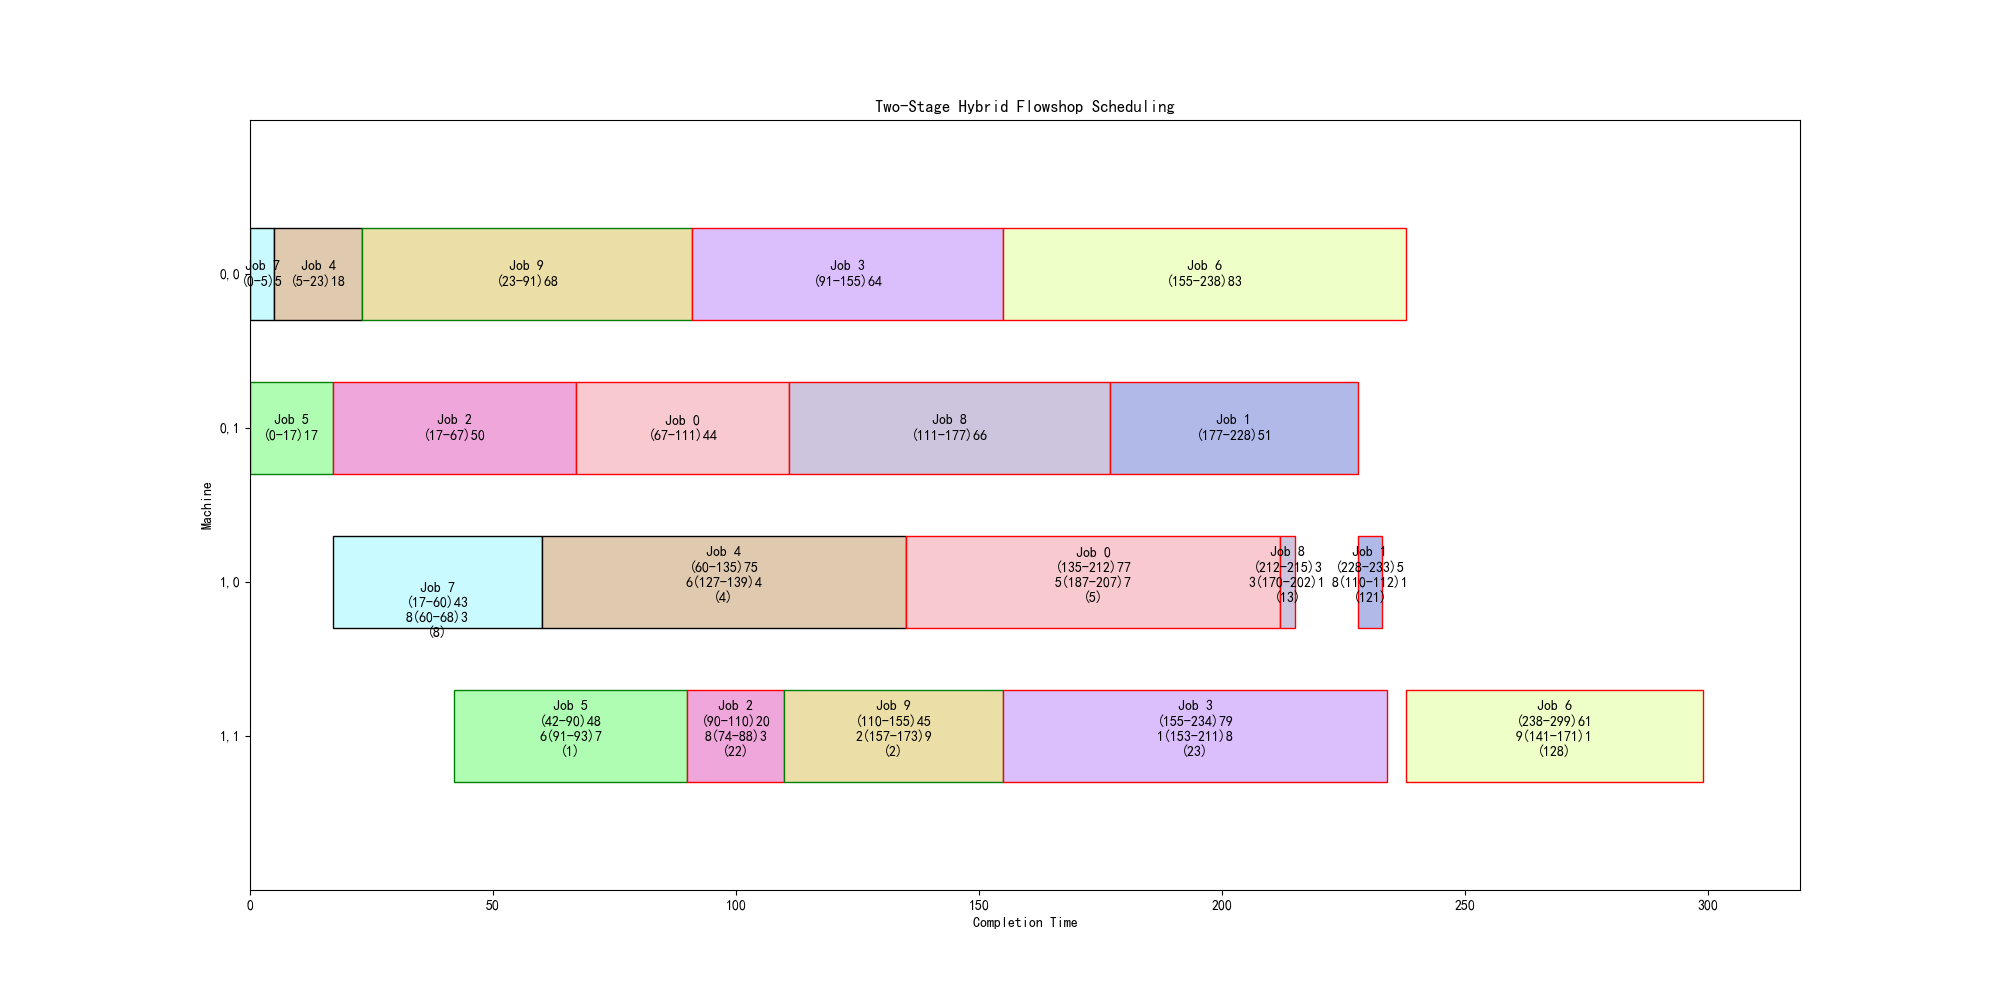 Two-Stage Hybrid Flowshop Scheduling
0,0
Job 7
(0-5)5
Job 4
(5-23)18
Job 9
(23-91)68
Job 3
(91-155)64
Job 6
(155-238)83
0,1
Job 5
(0-17)17
Job 2
(17-67)50
Job 0
(67-111)44
Job 8
(111-177)66
Job 1
(177-228)51
Machine
1,0
Job 7
(17-60)43
8(60-68)3
(8)
Job 4
(60-135)75
6(127-139)4
(4)
Job 0
(135-212)77
5(187-207)7
(5)
Job 8
(212-215)3
3(170-202)1
(13)
Job 1
(228-233)5
8(110-112)1
(121)
1,1
Job 5
(42-90)48
6(91-93)7
(1)
Job 2
(90-110)20
8(74-88)3
(22)
Job 9
(110-155)45
2(157-173)9
(2)
Job 3
(155-234)79
1(153-211)8
(23)
Job 6
(238-299)61
9(141-171)1
(128)
0
50
100
150
200
250
300
Completion Time